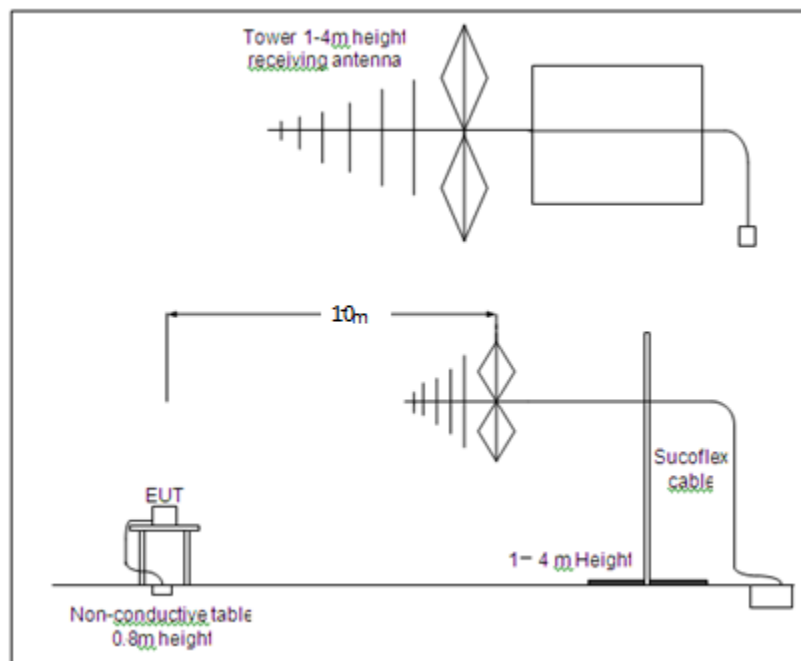 Tower 1-4m height
receiving antenna
10m
Sucoflex
cable
EUT
1– 4 m Height
Non-conductive table
0.8m height